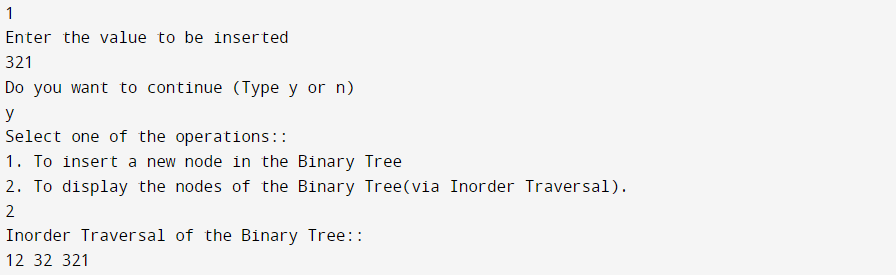 1
Enter the value to be inserted
321
Do you want to continue (Type y or n)
y
Select one of the operations::
1. To insert a new node in the Binary Tree
2. To display the nodes of the Binary Tree(via Inorder Traversal).
2
Inorder Traversal of the Binary Tree::
12 32 321